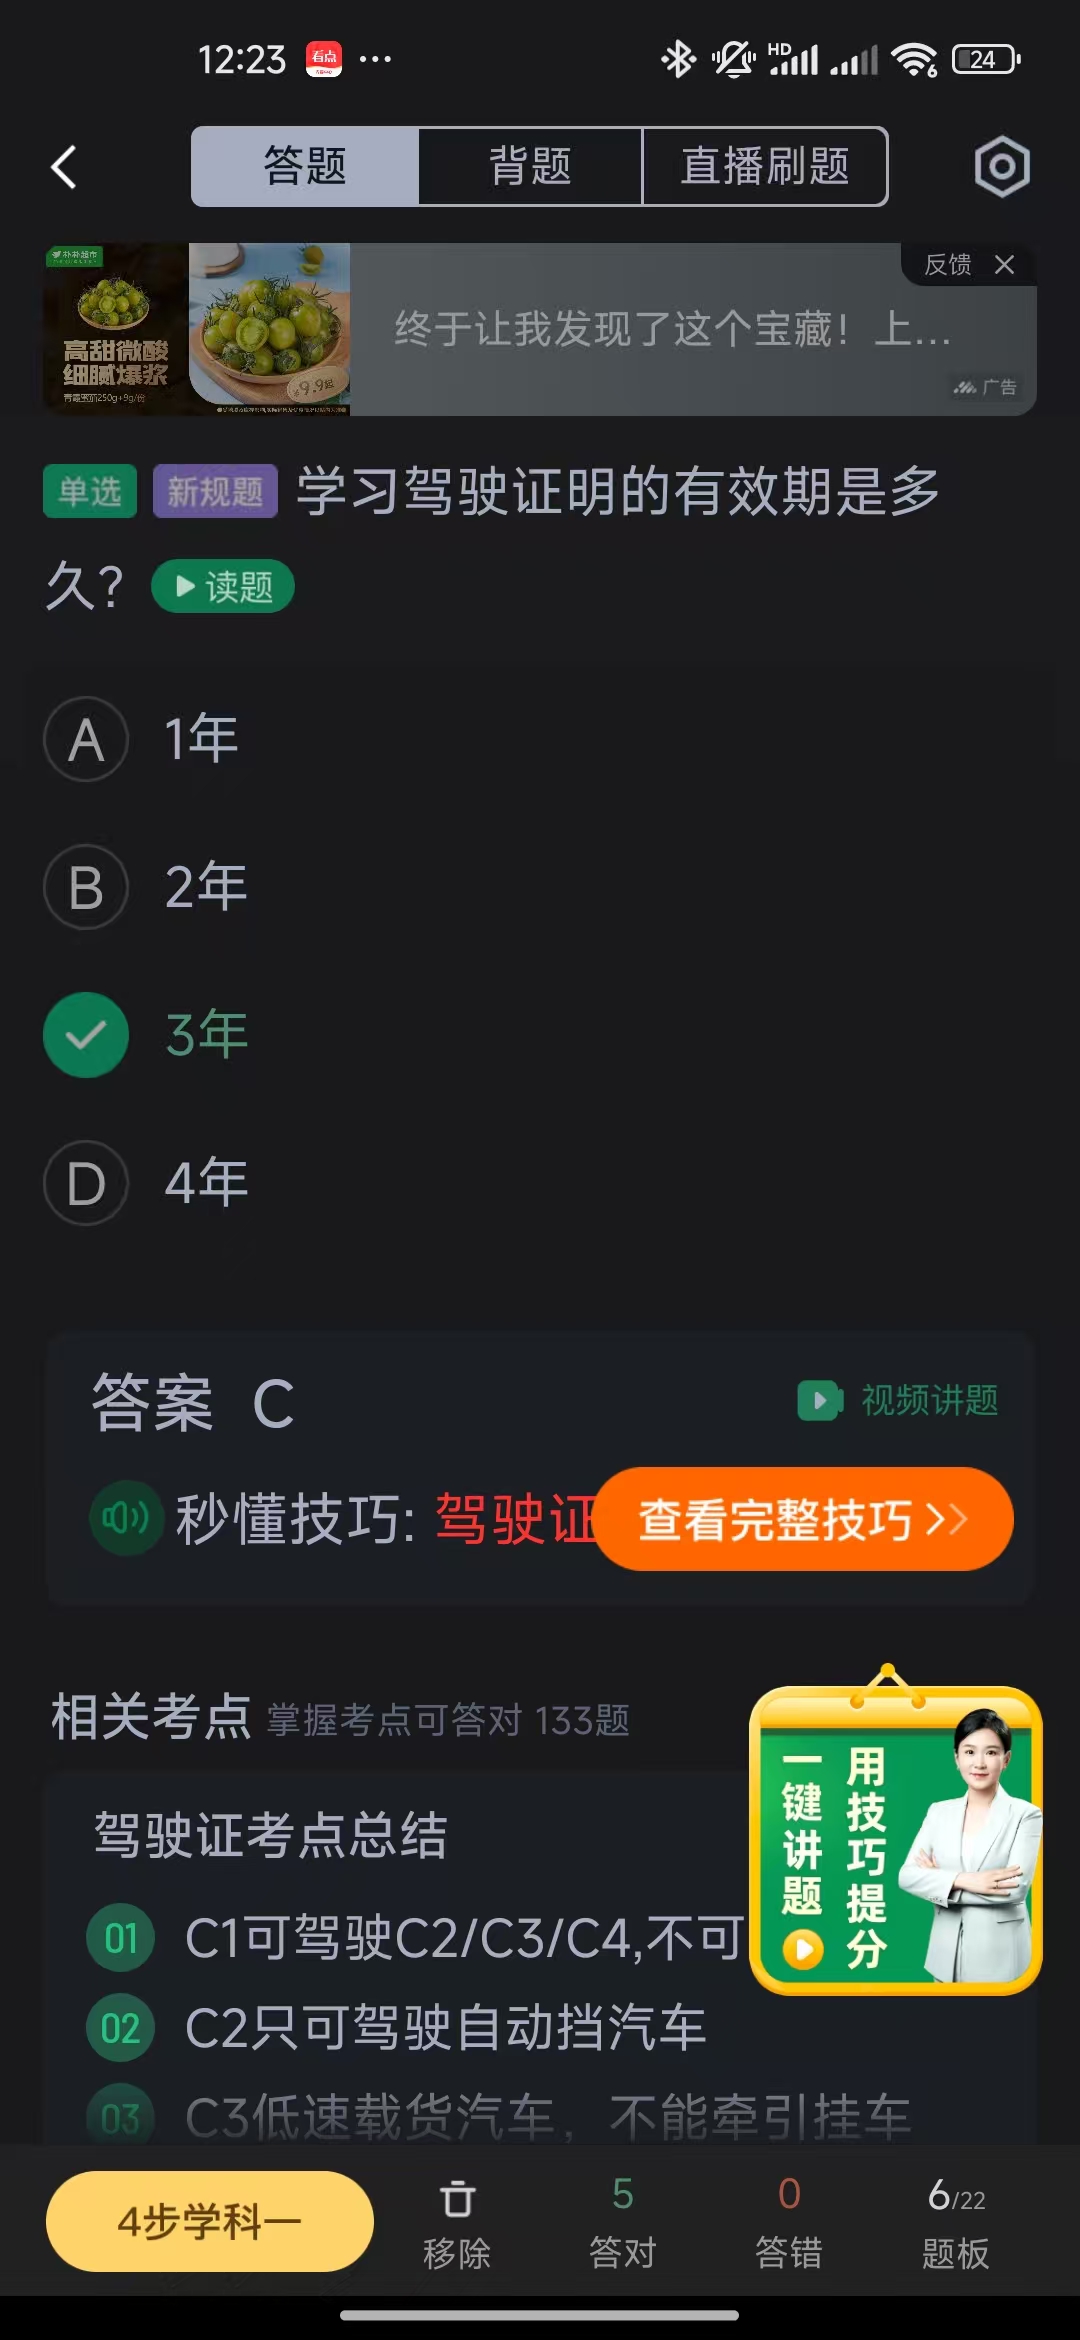 12:23 看点 HD 6 24
答题 背题 直播刷题
朴朴超市
高甜微酸
细腻爆浆
¥9.9起
终于让我发现了这个宝藏！上...
反馈
广告
单选 新规题 学习驾驶证明的有效期是多
久？ 读题
A 1年
B 2年
3年
D 4年
答案 C 视频讲题
秒懂技巧: 驾驶证 查看完整技巧
相关考点 掌握考点可答对 133题
一键讲题 用技巧提分
驾驶证考点总结
01 C1可驾驶C2/C3/C4,不可
02 C2只可驾驶自动挡汽车
03 C3低速载货汽车，不能牵引挂车
4步学科一
移除
5 答对
0 答错
6/22 题板